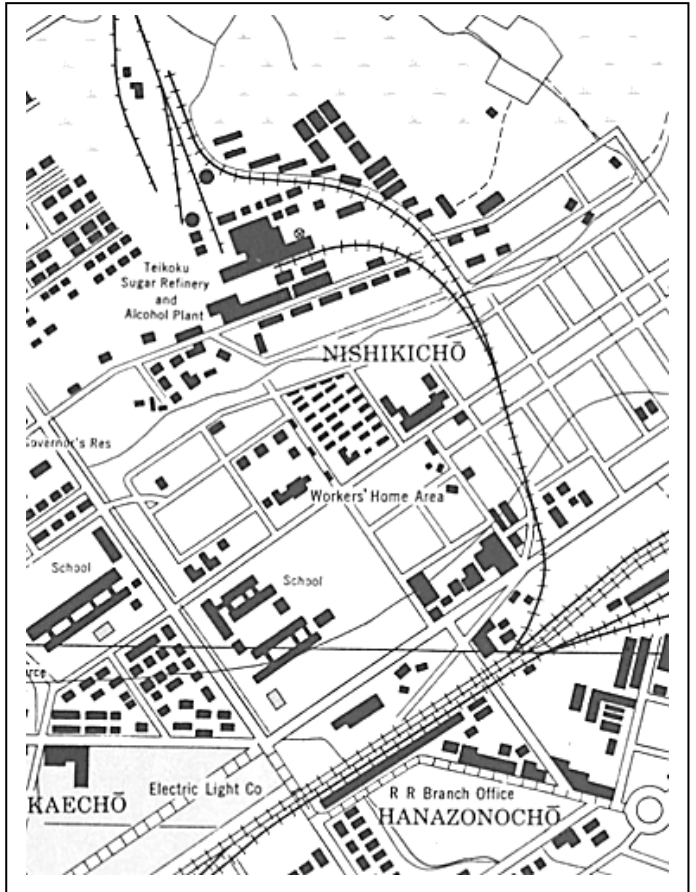 Teikoku
Sugar Refinery
and
Alcohol Plant
NISHIKICHŌ
Governor's Res
Workers' Home Area
School
School
Electric Light Co
KAECHŌ
R R Branch Office
HANAZONOCHŌ